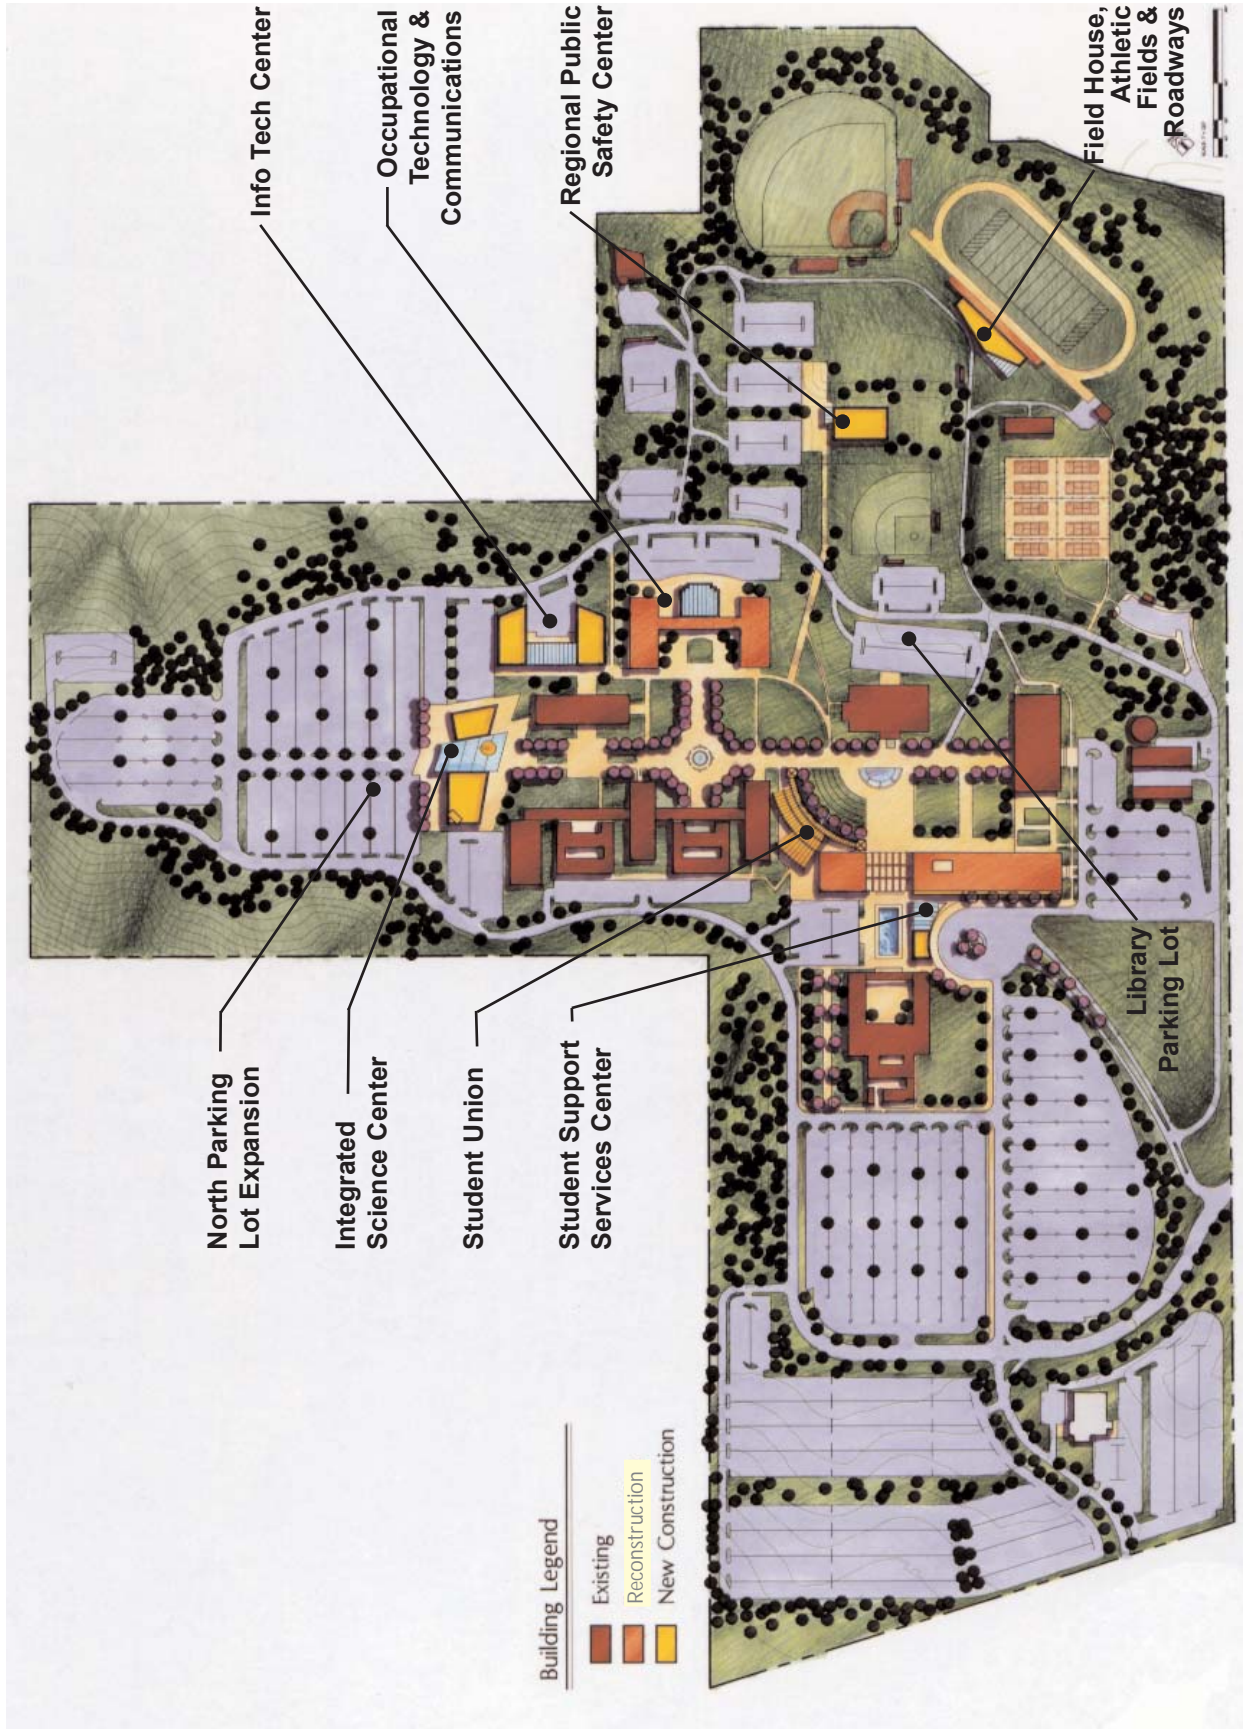 Info Tech Center
Occupational
Technology &
Communications
Regional Public
Safety Center
Field House,
Athletic
Fields &
Roadways
North Parking
Lot Expansion
Integrated
Science Center
Student Union
Student Support
Services Center
Library
Parking Lot
Building Legend
Existing
Reconstruction
New Construction